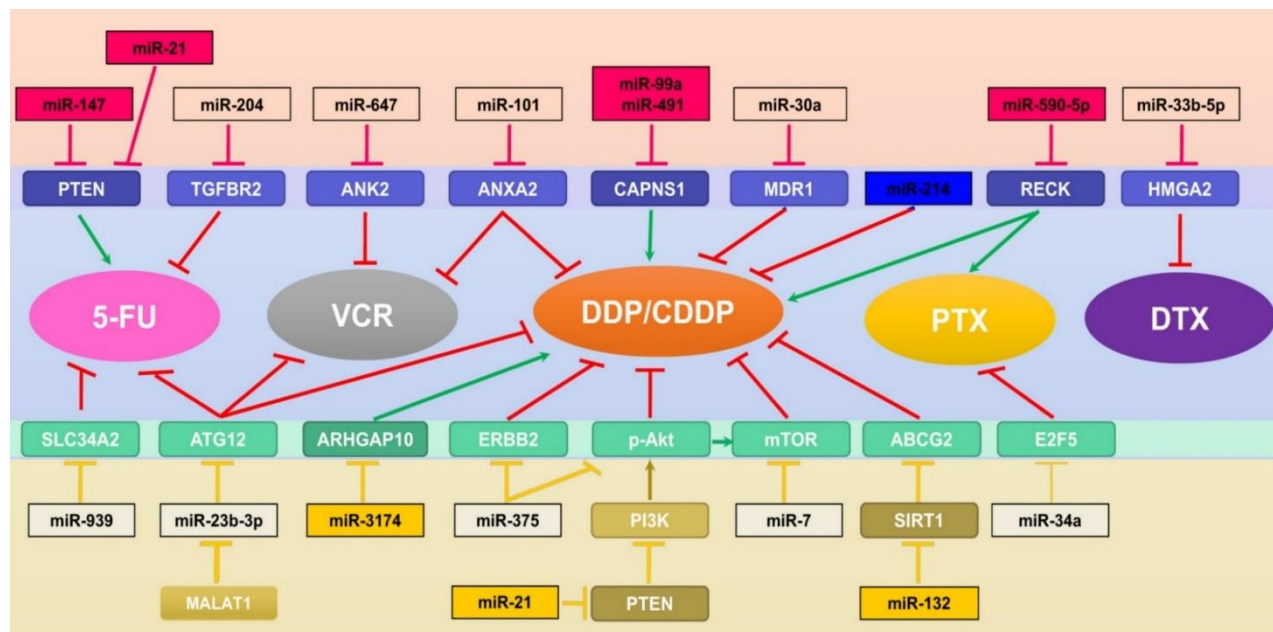 miR-21
miR-147
miR-204
miR-647
miR-101
miR-99a
miR-491
miR-30a
miR-590-5p
miR-33b-5p
PTEN
TGFBR2
ANK2
ANXA2
CAPNS1
MDR1
miR-214
RECK
HMGA2
5-FU
VCR
DDP/CDDP
PTX
DTX
SLC34A2
ATG12
ARHGAP10
ERBB2
p-Akt
mTOR
ABCG2
E2F5
miR-939
miR-23b-3p
miR-3174
miR-375
PI3K
miR-7
SIRT1
miR-34a
MALAT1
miR-21
PTEN
miR-132